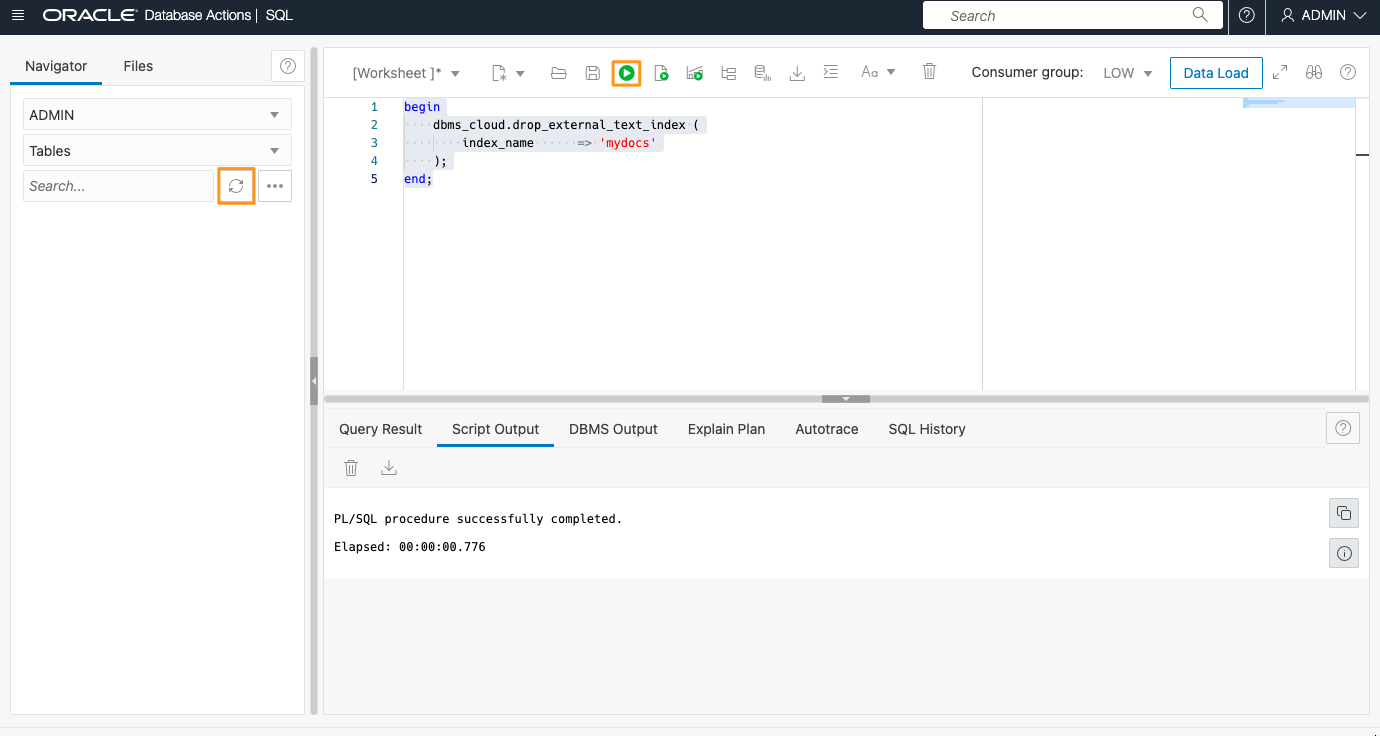 ORACLE Database Actions | SQL
Search
ADMIN
Navigator
Files
ADMIN
Tables
Search...
[Worksheet ]*
Aa
Consumer group:
LOW
Data Load
1 begin
2 dbms_cloud.drop_external_text_index (
3 index_name => 'mydocs'
4 );
5 end;
Query Result
Script Output
DBMS Output
Explain Plan
Autotrace
SQL History
PL/SQL procedure successfully completed.
Elapsed: 00:00:00.776